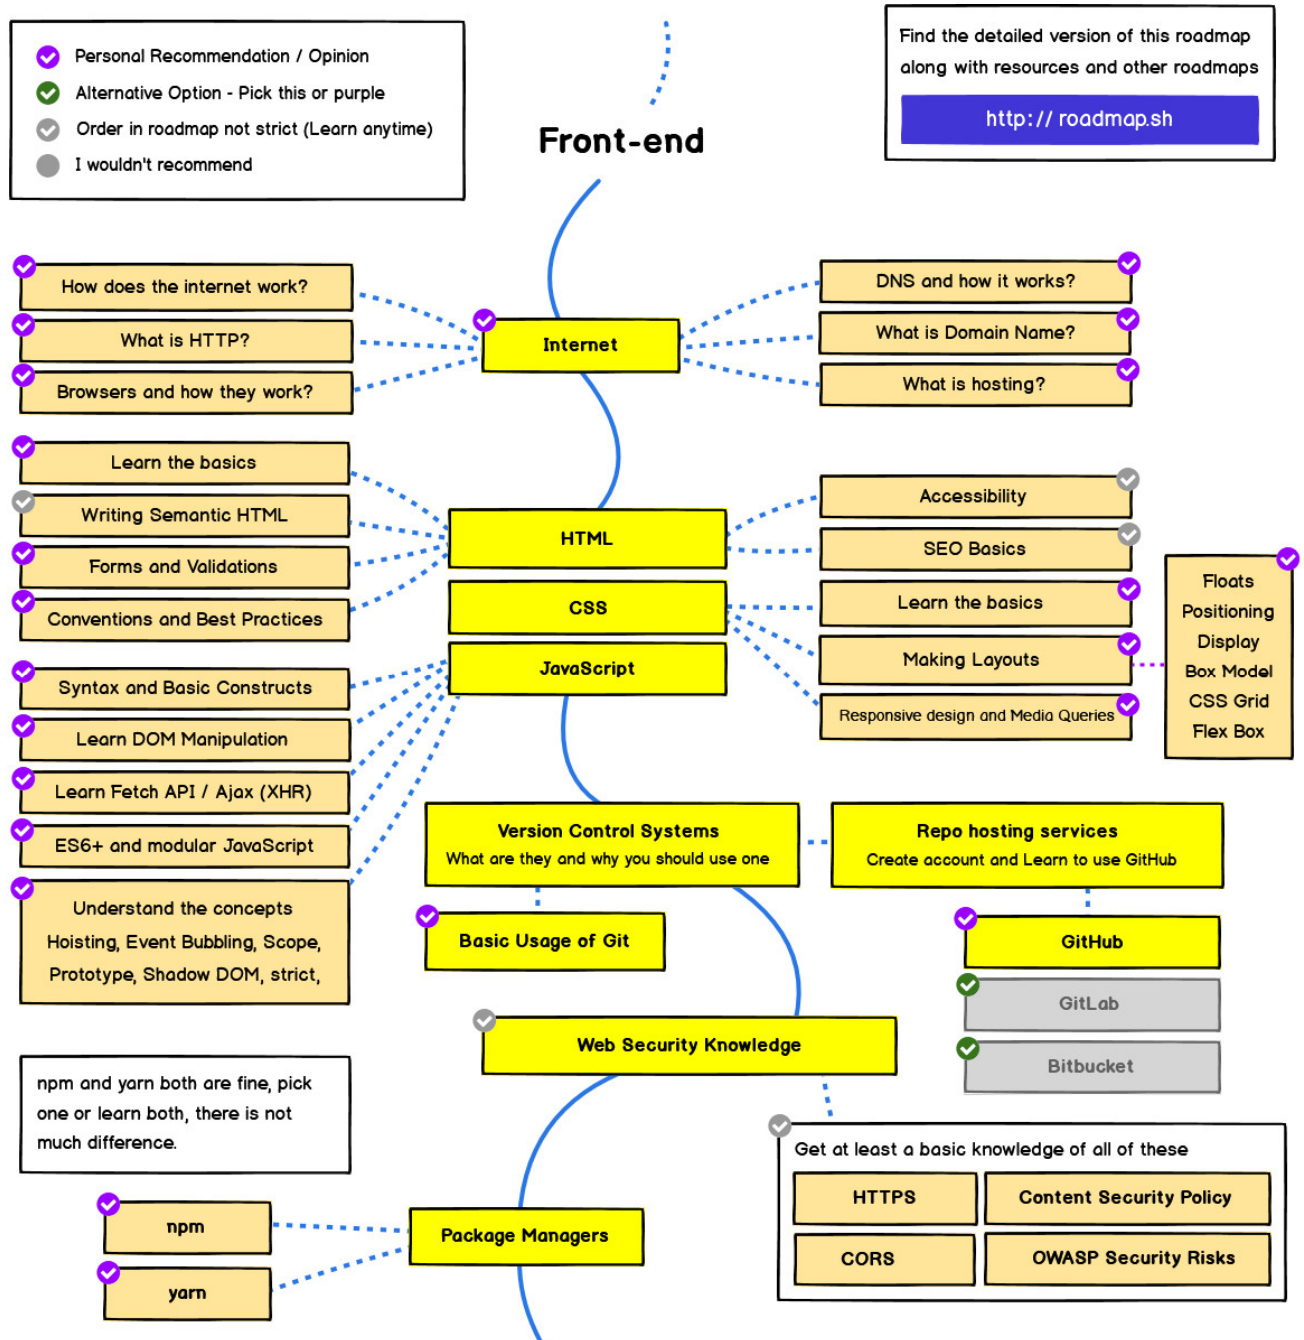 Personal Recommendation / Opinion
Alternative Option - Pick this or purple
Order in roadmap not strict (Learn anytime)
I wouldn't recommend
Find the detailed version of this roadmap
along with resources and other roadmaps
http:// roadmap.sh
Front-end
How does the internet work?
What is HTTP?
Browsers and how they work?
Internet
DNS and how it works?
What is Domain Name?
What is hosting?
Learn the basics
Writing Semantic HTML
Forms and Validations
Conventions and Best Practices
HTML
CSS
JavaScript
Accessibility
SEO Basics
Learn the basics
Making Layouts
Responsive design and Media Queries
Floats
Positioning
Display
Box Model
CSS Grid
Flex Box
Syntax and Basic Constructs
Learn DOM Manipulation
Learn Fetch API / Ajax (XHR)
ES6+ and modular JavaScript
Understand the concepts
Hoisting, Event Bubbling, Scope,
Prototype, Shadow DOM, strict,
Version Control Systems
What are they and why you should use one
Repo hosting services
Create account and Learn to use GitHub
Basic Usage of Git
GitHub
GitLab
Bitbucket
Web Security Knowledge
Get at least a basic knowledge of all of these
HTTPS
Content Security Policy
CORS
OWASP Security Risks
npm and yarn both are fine, pick
one or learn both, there is not
much difference.
npm
yarn
Package Managers